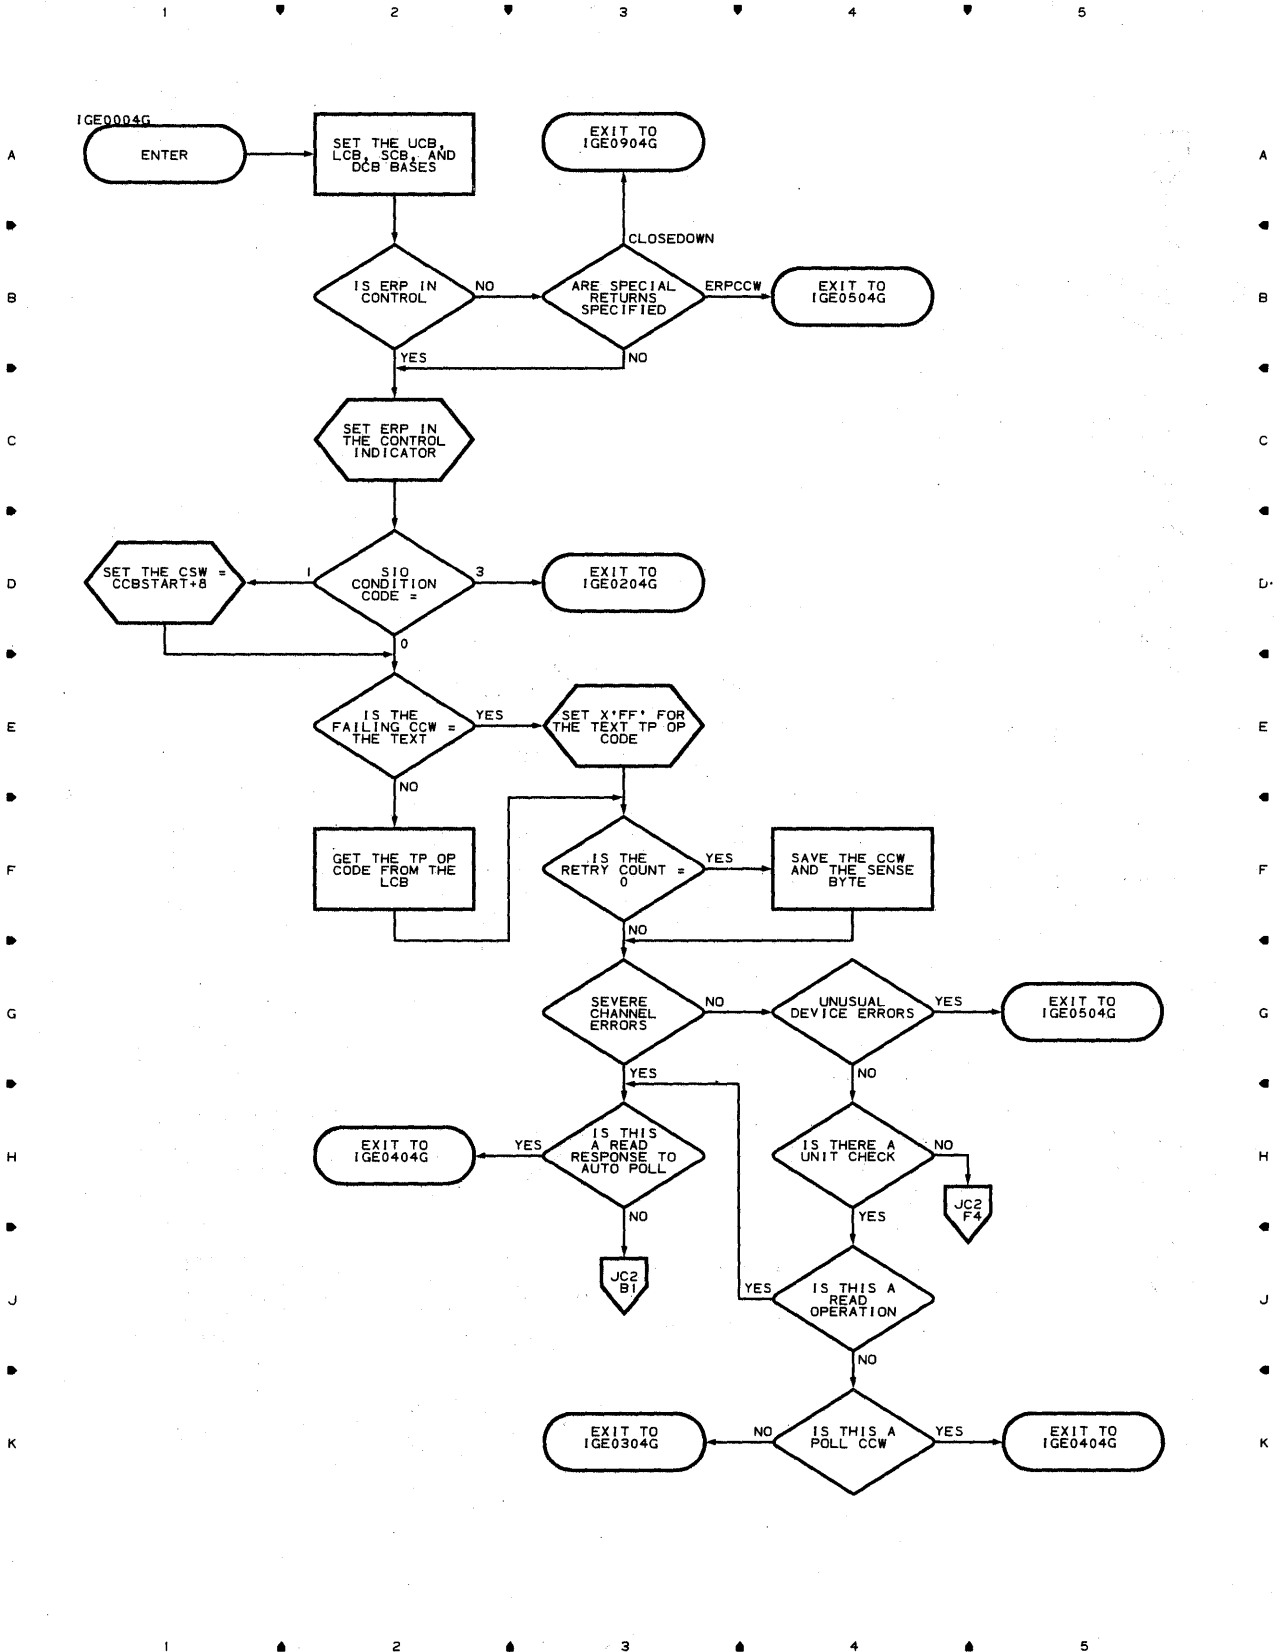 1 2 3 4 5
IGE0004G
ENTER
SET THE UCB,
LCB, SCB, AND
DCB BASES
EXIT TO
IGE0904G
A A
CLOSEDOWN
IS ERP IN
CONTROL
NO
ARE SPECIAL
RETURNS
SPECIFIED
ERPCCW
EXIT TO
IGE0504G
B B
YES
NO
SET ERP IN
THE CONTROL
INDICATOR
C C
SET THE CSW =
CCBSTART+8
1
SIO
CONDITION
CODE =
3
EXIT TO
IGE0204G
D D
0
IS THE
FAILING CCW =
THE TEXT
YES
SET X'FF' FOR
THE TEXT TP OP
CODE
E E
NO
GET THE TP OP
CODE FROM THE
LCB
IS THE
RETRY COUNT =
0
YES
SAVE THE CCW
AND THE SENSE
BYTE
F F
NO
SEVERE
CHANNEL
ERRORS
NO
UNUSUAL
DEVICE ERRORS
YES
EXIT TO
IGE0504G
G G
YES
NO
EXIT TO
IGE0404G
YES
IS THIS
A READ
RESPONSE TO
AUTO POLL
IS THERE A
UNIT CHECK
NO
H H
JC2
F4
NO
YES
JC2
B1
YES
IS THIS A
READ
OPERATION
J J
NO
EXIT TO
IGE0304G
NO
IS THIS A
POLL CCW
YES
EXIT TO
IGE0404G
K K
1 2 3 4 5